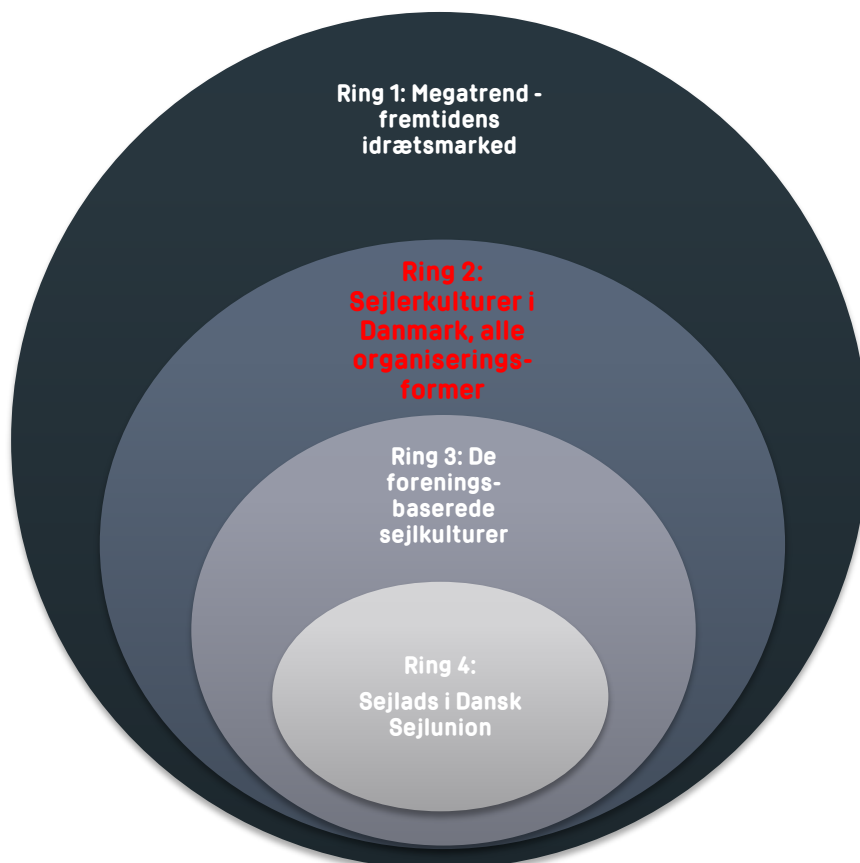 Ring 1: Megatrend -
fremtidens
idrætsmarked
Ring 2:
Sejlerkulturer i
Danmark, alle
organiserings-
former
Ring 3: De
forenings-
baserede
sejlkulturer
Ring 4:
Sejlads i Dansk
Sejlunion